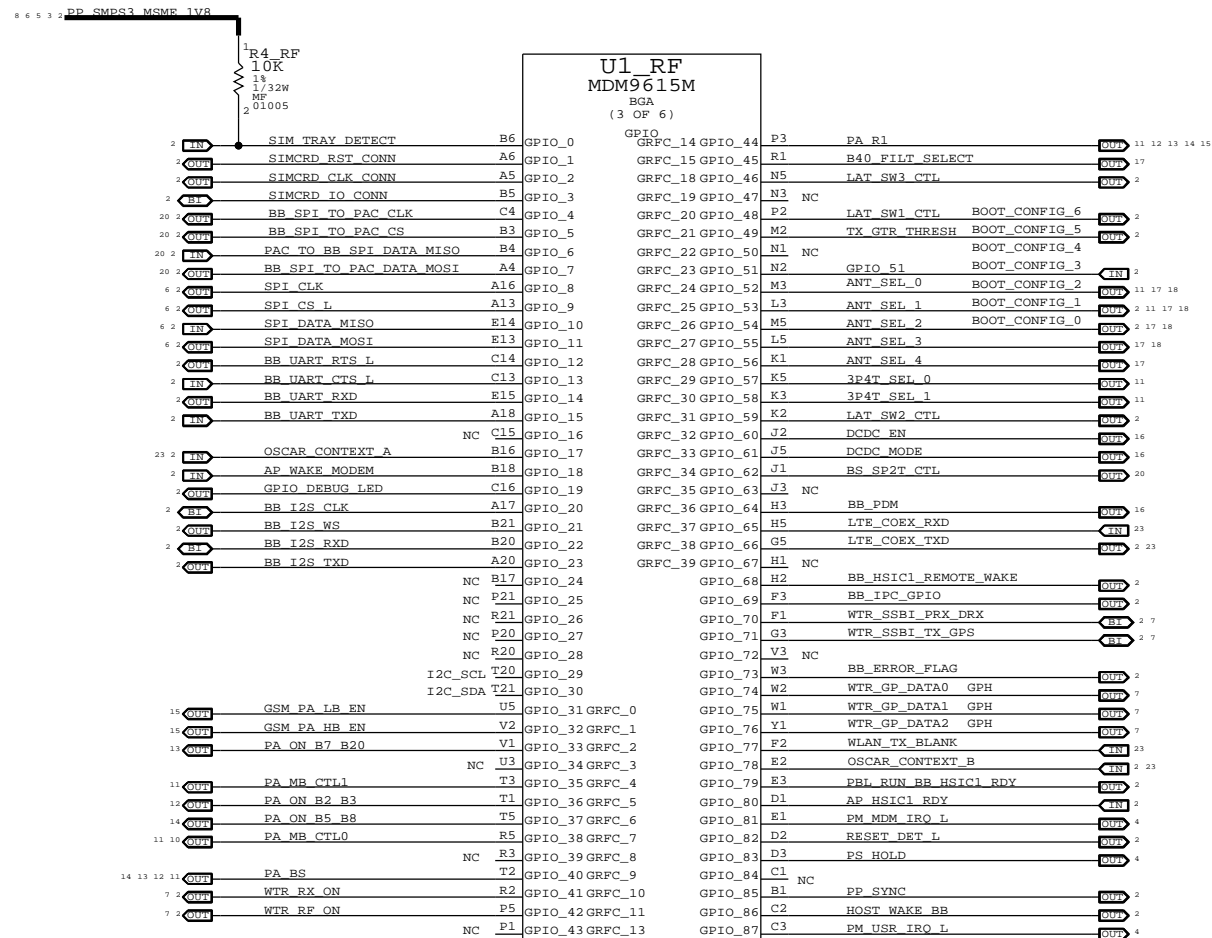 8 6 5 3 2 PP_SMPS3_MSME_1V8
1
R4_RF
10K
1%
1/32W
MF
01005
2
U1_RF
MDM9615M
BGA
(3 OF 6)
GPIO
2 IN SIM_TRAY_DETECT B6 GPIO_0
2 OUT SIMCRD_RST_CONN A6 GPIO_1
2 OUT SIMCRD_CLK_CONN A5 GPIO_2
2 BI SIMCRD_IO_CONN B5 GPIO_3
20 2 OUT BB_SPI_TO_PAC_CLK C4 GPIO_4
20 2 OUT BB_SPI_TO_PAC_CS B3 GPIO_5
20 2 IN PAC_TO_BB_SPI_DATA_MISO B4 GPIO_6
20 2 OUT BB_SPI_TO_PAC_DATA_MOSI A4 GPIO_7
6 2 OUT SPI_CLK A16 GPIO_8
6 2 OUT SPI_CS_L A13 GPIO_9
6 2 IN SPI_DATA_MISO E14 GPIO_10
6 2 OUT SPI_DATA_MOSI E13 GPIO_11
2 OUT BB_UART_RTS_L C14 GPIO_12
2 IN BB_UART_CTS_L C13 GPIO_13
2 OUT BB_UART_RXD E15 GPIO_14
2 IN BB_UART_TXD A18 GPIO_15
NC C15 GPIO_16
23 2 IN OSCAR_CONTEXT_A B16 GPIO_17
2 IN AP_WAKE_MODEM B18 GPIO_18
2 OUT GPIO_DEBUG_LED C16 GPIO_19
2 BI BB_I2S_CLK A17 GPIO_20
2 OUT BB_I2S_WS B21 GPIO_21
2 BI BB_I2S_RXD B20 GPIO_22
2 OUT BB_I2S_TXD A20 GPIO_23
NC B17 GPIO_24
NC P21 GPIO_25
NC R21 GPIO_26
NC P20 GPIO_27
NC R20 GPIO_28
I2C_SCL T20 GPIO_29
I2C_SDA T21 GPIO_30
15 OUT GSM_PA_LB_EN U5 GPIO_31 GRFC_0
15 OUT GSM_PA_HB_EN V2 GPIO_32 GRFC_1
13 OUT PA_ON_B7_B20 V1 GPIO_33 GRFC_2
NC U3 GPIO_34 GRFC_3
11 OUT PA_MB_CTL1 T3 GPIO_35 GRFC_4
12 OUT PA_ON_B2_B3 T1 GPIO_36 GRFC_5
14 OUT PA_ON_B5_B8 T5 GPIO_37 GRFC_6
11 10 OUT PA_MB_CTL0 R5 GPIO_38 GRFC_7
NC R3 GPIO_39 GRFC_8
14 13 12 11 OUT PA_BS T2 GPIO_40 GRFC_9
7 2 OUT WTR_RX_ON R2 GPIO_41 GRFC_10
7 2 OUT WTR_RF_ON P5 GPIO_42 GRFC_11
NC P1 GPIO_43 GRFC_13
GRFC_14 GPIO_44 P3 PA_R1 OUT 11 12 13 14 15
GRFC_15 GPIO_45 R1 B40_FILT_SELECT OUT 17
GRFC_18 GPIO_46 N5 LAT_SW3_CTL OUT 2
GRFC_19 GPIO_47 N3 NC
GRFC_20 GPIO_48 P2 LAT_SW1_CTL BOOT_CONFIG_6 OUT 2
GRFC_21 GPIO_49 M2 TX_GTR_THRESH BOOT_CONFIG_5 OUT 2
GRFC_22 GPIO_50 N1 NC BOOT_CONFIG_4
GRFC_23 GPIO_51 N2 GPIO_51 BOOT_CONFIG_3 IN 2
GRFC_24 GPIO_52 M3 ANT_SEL_0 BOOT_CONFIG_2 OUT 11 17 18
GRFC_25 GPIO_53 L3 ANT_SEL_1 BOOT_CONFIG_1 OUT 2 11 17 18
GRFC_26 GPIO_54 M5 ANT_SEL_2 BOOT_CONFIG_0 OUT 2 17 18
GRFC_27 GPIO_55 L5 ANT_SEL_3 OUT 17 18
GRFC_28 GPIO_56 K1 ANT_SEL_4 OUT 17
GRFC_29 GPIO_57 K5 3P4T_SEL_0 OUT 11
GRFC_30 GPIO_58 K3 3P4T_SEL_1 OUT 11
GRFC_31 GPIO_59 K2 LAT_SW2_CTL OUT 2
GRFC_32 GPIO_60 J2 DCDC_EN OUT 16
GRFC_33 GPIO_61 J5 DCDC_MODE OUT 16
GRFC_34 GPIO_62 J1 BS_SP2T_CTL OUT 20
GRFC_35 GPIO_63 J3 NC
GRFC_36 GPIO_64 H3 BB_PDM OUT 16
GRFC_37 GPIO_65 H5 LTE_COEX_RXD IN 23
GRFC_38 GPIO_66 G5 LTE_COEX_TXD OUT 2 23
GRFC_39 GPIO_67 H1 NC
GPIO_68 H2 BB_HSIC1_REMOTE_WAKE OUT 2
GPIO_69 F3 BB_IPC_GPIO OUT 2
GPIO_70 F1 WTR_SSBI_PRX_DRX BI 2 7
GPIO_71 G3 WTR_SSBI_TX_GPS BI 2 7
GPIO_72 V3 NC
GPIO_73 W3 BB_ERROR_FLAG OUT 2
GPIO_74 W2 WTR_GP_DATA0 GPH OUT 7
GPIO_75 W1 WTR_GP_DATA1 GPH OUT 7
GPIO_76 Y1 WTR_GP_DATA2 GPH OUT 7
GPIO_77 F2 WLAN_TX_BLANK IN 23
GPIO_78 E2 OSCAR_CONTEXT_B IN 2 23
GPIO_79 E3 PBL_RUN_BB_HSIC1_RDY OUT 2
GPIO_80 D1 AP_HSIC1_RDY IN 2
GPIO_81 E1 PM_MDM_IRQ_L OUT 4
GPIO_82 D2 RESET_DET_L OUT 2
GPIO_83 D3 PS_HOLD OUT 4
GPIO_84 C1 NC
GPIO_85 B1 PP_SYNC OUT 2
GPIO_86 C2 HOST_WAKE_BB OUT 2
GPIO_87 C3 PM_USR_IRQ_L OUT 4